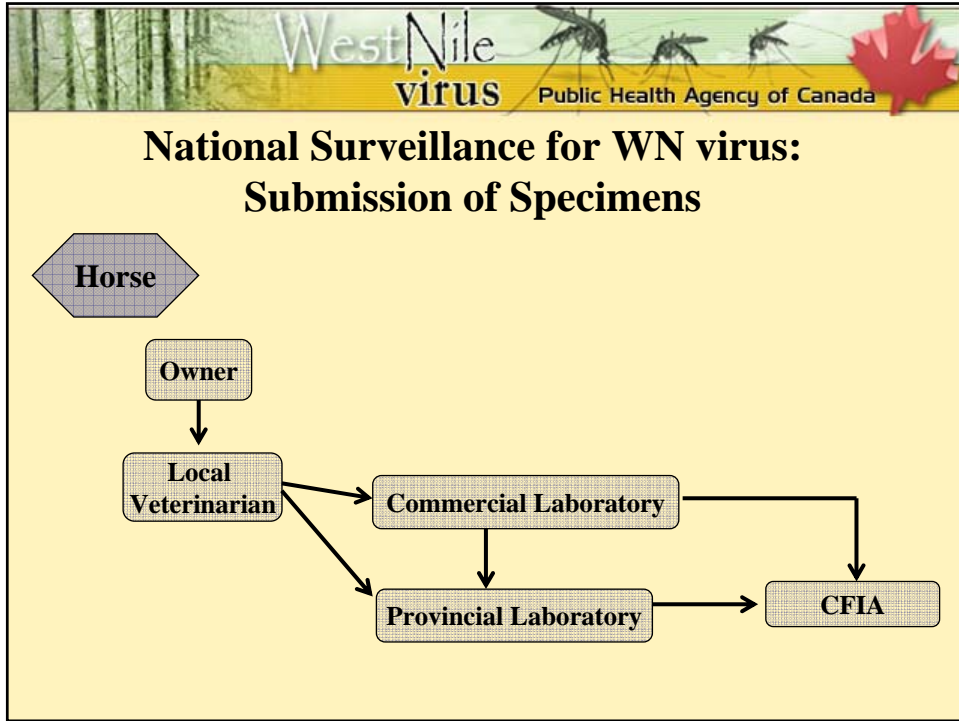 West Nile
virus Public Health Agency of Canada
National Surveillance for WN virus:
Submission of Specimens
Horse
Owner
Local
Veterinarian
Commercial Laboratory
Provincial Laboratory
CFIA